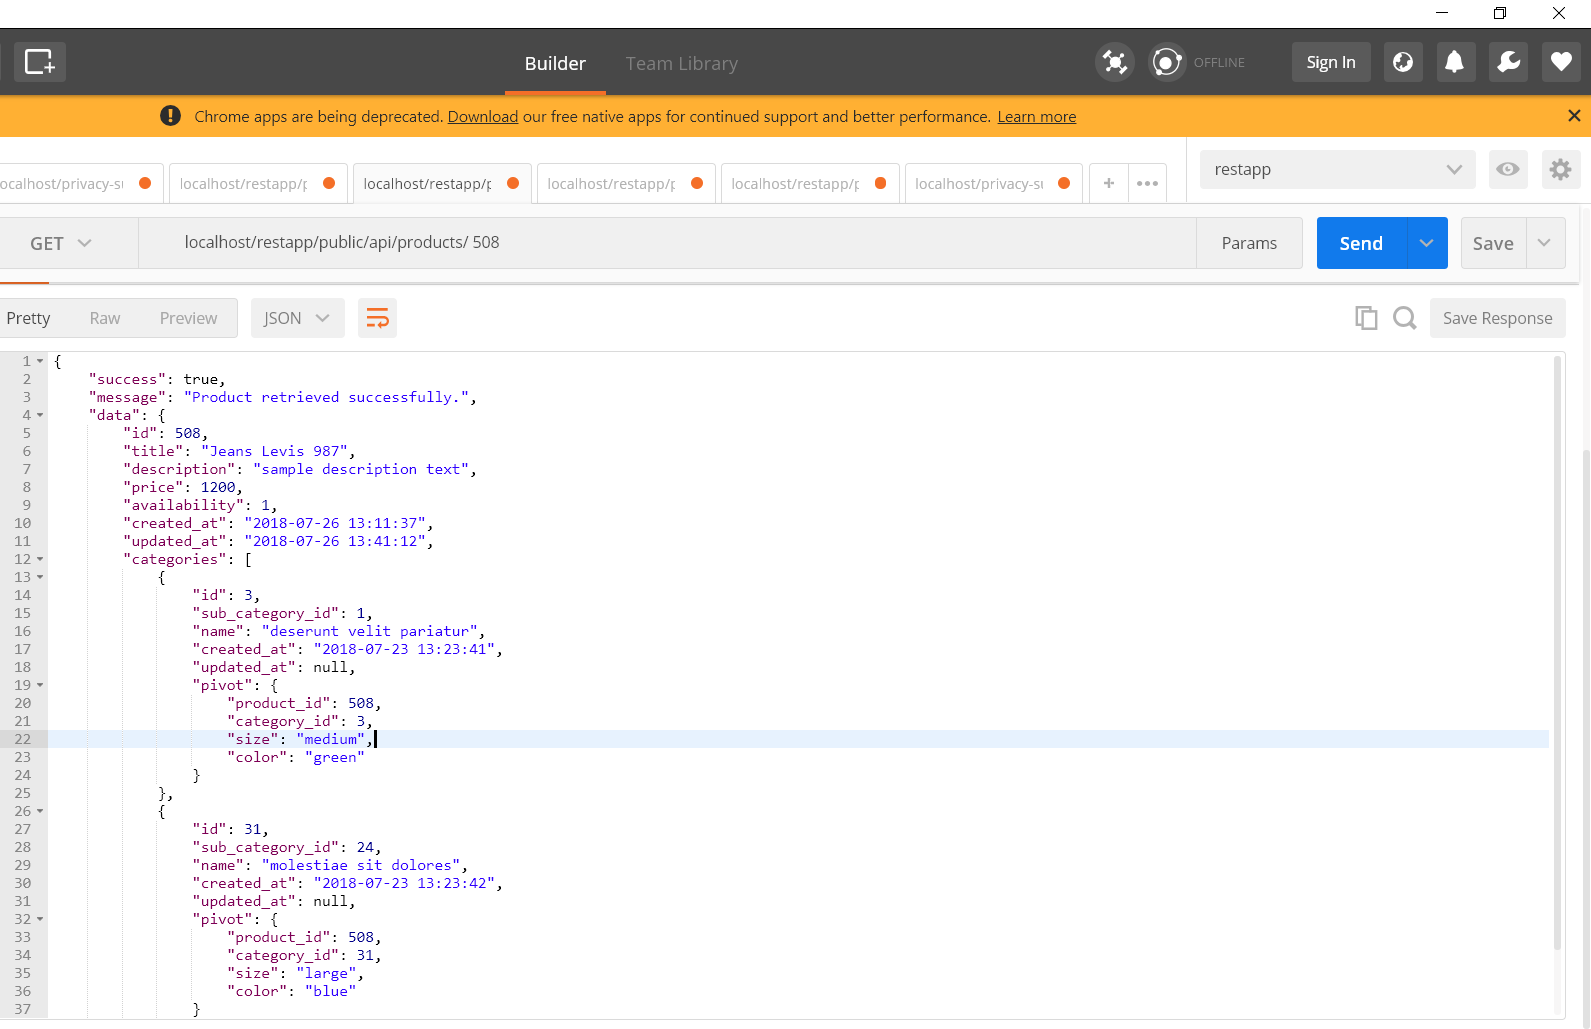 Builder Team Library OFFLINE Sign In
Chrome apps are being deprecated. Download our free native apps for continued support and better performance. Learn more
ocalhost/privacy-su localhost/restapp/p localhost/restapp/p localhost/restapp/p localhost/restapp/p localhost/privacy-su + ••• restapp
GET localhost/restapp/public/api/products/ 508 Params Send Save
Pretty Raw Preview JSON Save Response
1 {
2 "success": true,
3 "message": "Product retrieved successfully.",
4 "data": {
5 "id": 508,
6 "title": "Jeans Levis 987",
7 "description": "sample description text",
8 "price": 1200,
9 "availability": 1,
10 "created_at": "2018-07-26 13:11:37",
11 "updated_at": "2018-07-26 13:41:12",
12 "categories": [
13 {
14 "id": 3,
15 "sub_category_id": 1,
16 "name": "deserunt velit pariatur",
17 "created_at": "2018-07-23 13:23:41",
18 "updated_at": null,
19 "pivot": {
20 "product_id": 508,
21 "category_id": 3,
22 "size": "medium",
23 "color": "green"
24 }
25 },
26 {
27 "id": 31,
28 "sub_category_id": 24,
29 "name": "molestiae sit dolores",
30 "created_at": "2018-07-23 13:23:42",
31 "updated_at": null,
32 "pivot": {
33 "product_id": 508,
34 "category_id": 31,
35 "size": "large",
36 "color": "blue"
37 }